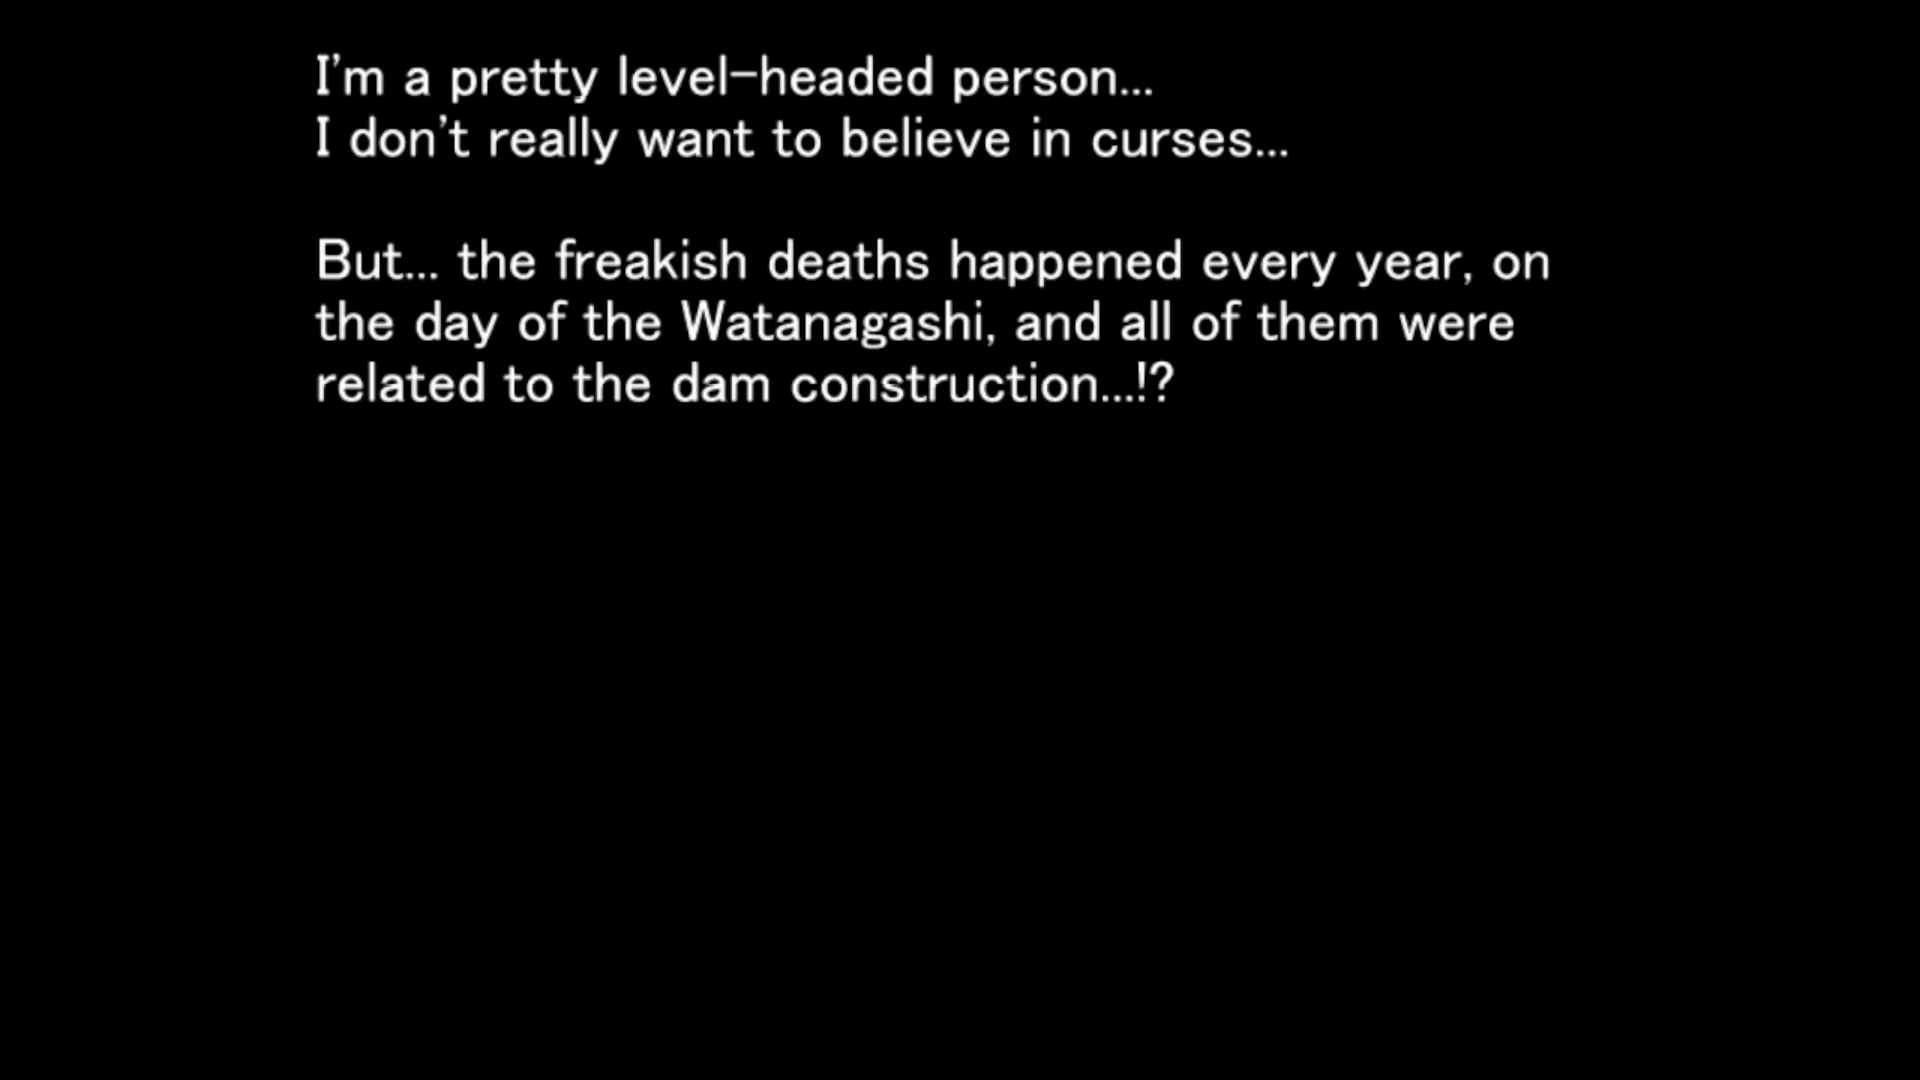 I'm a pretty level-headed person...
I don't really want to believe in curses...
But... the freakish deaths happened every year, on
the day of the Watanagashi, and all of them were
related to the dam construction...!?